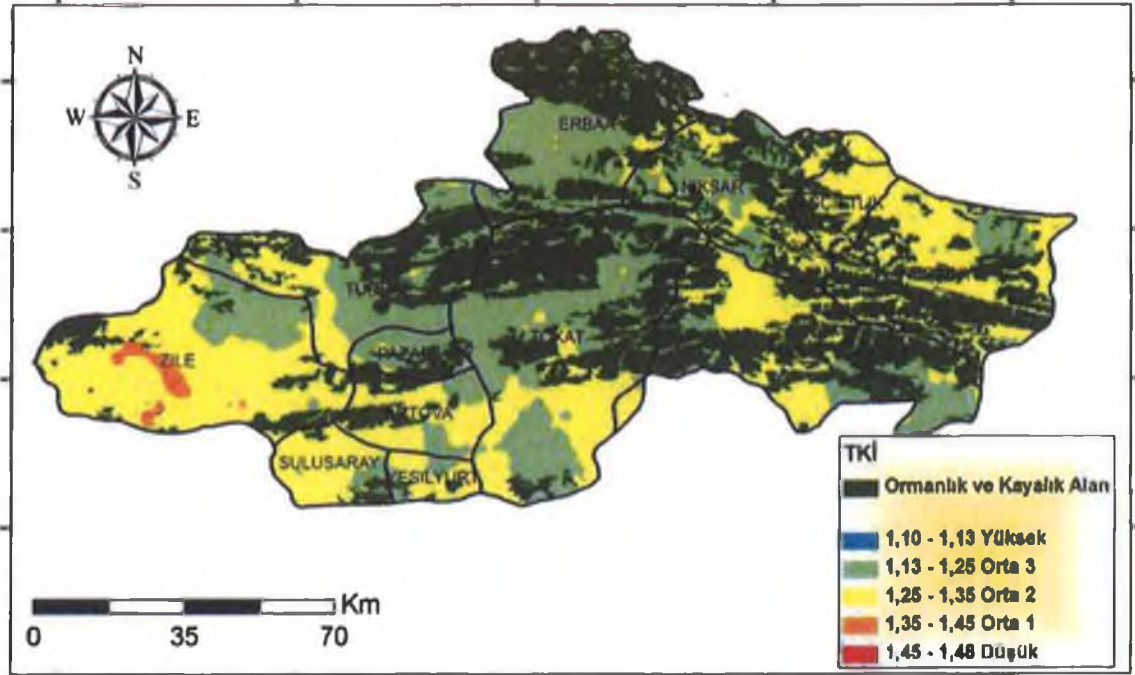 N
W E
S
ERBAA
NİKSAR
ZİLE
TOKAT
ARTOVA
SULUSARAY
YEŞİLYURT
TKİ
Ormanlık ve Kayalık Alan
1,10 - 1,13 Yüksek
1,13 - 1,25 Orta 3
1,25 - 1,35 Orta 2
1,35 - 1,45 Orta 1
1,45 - 1,48 Düşük
Km
0 35 70